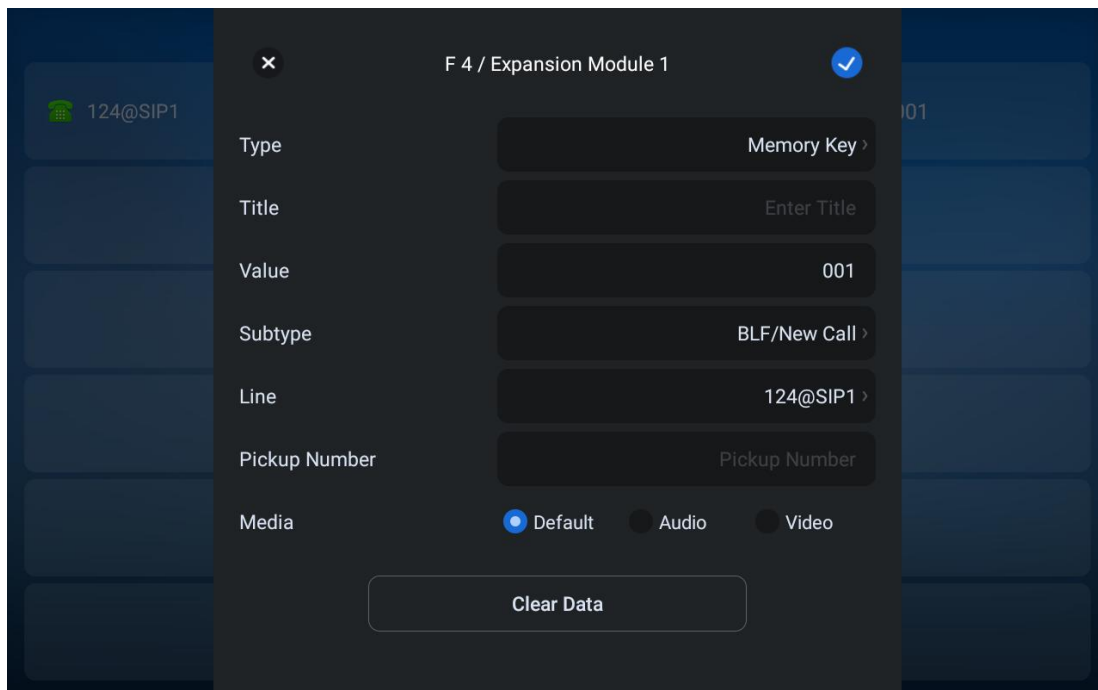 F 4 / Expansion Module 1
124@SIP1
001
Type
Memory Key
Title
Enter Title
Value
001
Subtype
BLF/New Call
Line
124@SIP1
Pickup Number
Pickup Number
Media
Default
Audio
Video
Clear Data